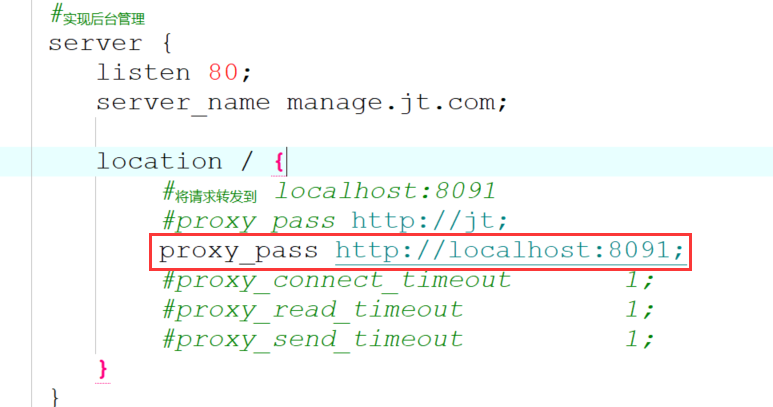 #实现后台管理
server {
listen 80;
server_name manage.jt.com;
location / {
#将请求转发到 localhost:8091
#proxy_pass http://jt;
proxy_pass http://localhost:8091;
#proxy_connect_timeout 1;
#proxy_read_timeout 1;
#proxy_send_timeout 1;
}
}